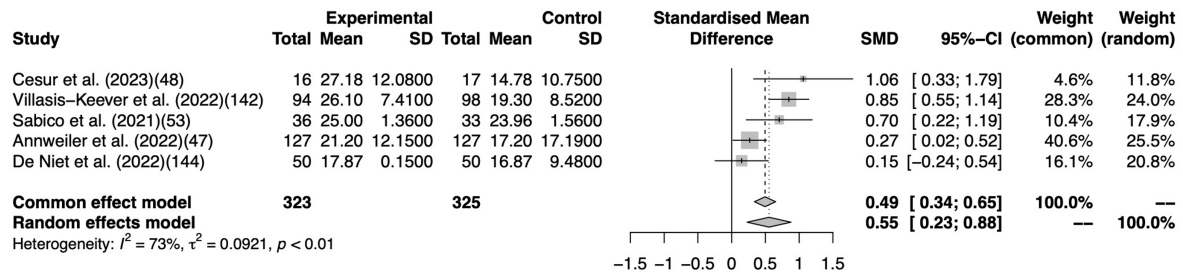 Experimental Control Standardised Mean Weight Weight
Study Total Mean SD Total Mean SD Difference SMD 95%−CI (common) (random)
Cesur et al. (2023)(48) 16 27.18 12.0800 17 14.78 10.7500 1.06 [ 0.33; 1.79] 4.6% 11.8%
Villasis−Keever et al. (2022)(142) 94 26.10 7.4100 98 19.30 8.5200 0.85 [ 0.55; 1.14] 28.3% 24.0%
Sabico et al. (2021)(53) 36 25.00 1.3600 33 23.96 1.5600 0.70 [ 0.22; 1.19] 10.4% 17.9%
Annweiler et al. (2022)(47) 127 21.20 12.1500 127 17.20 17.1900 0.27 [ 0.02; 0.52] 40.6% 25.5%
De Niet et al. (2022)(144) 50 17.87 0.1500 50 16.87 9.4800 0.15 [−0.24; 0.54] 16.1% 20.8%
Common effect model 323 325 0.49 [ 0.34; 0.65] 100.0% −−
Random effects model 0.55 [ 0.23; 0.88] −− 100.0%
Heterogeneity: I² = 73%, τ² = 0.0921, p < 0.01
−1.5 −1 −0.5 0 0.5 1 1.5